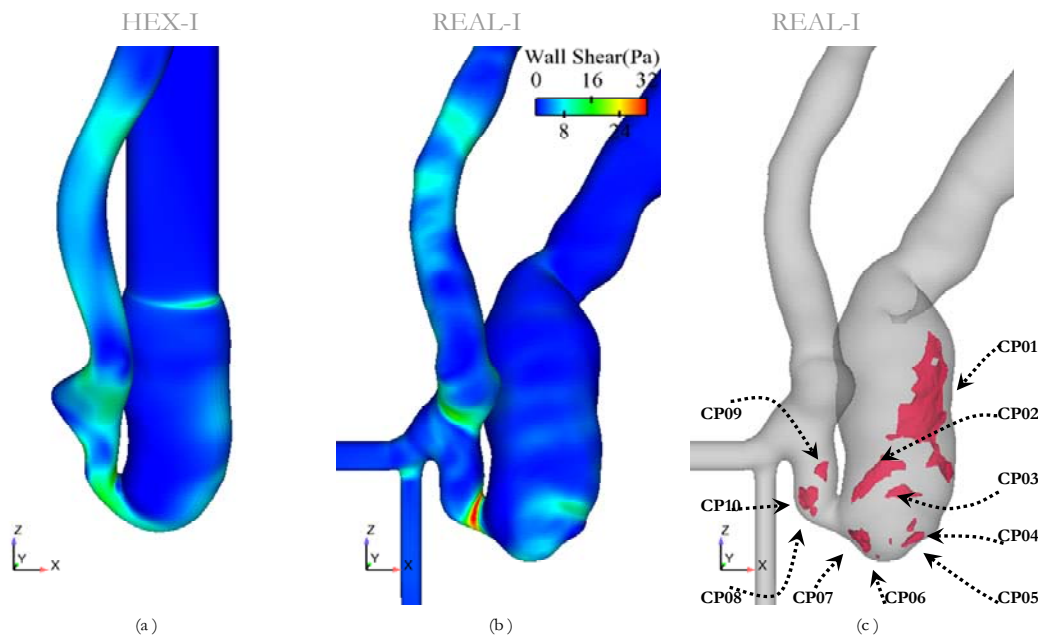 HEX-I REAL-I REAL-I
Wall Shear(Pa)
0 16 32
8 24
CP01
CP02
CP09
CP03
CP10
CP04
CP08 CP07 CP06 CP05
Z Y X
Z Y X
Z Y X
(a) (b) (c)